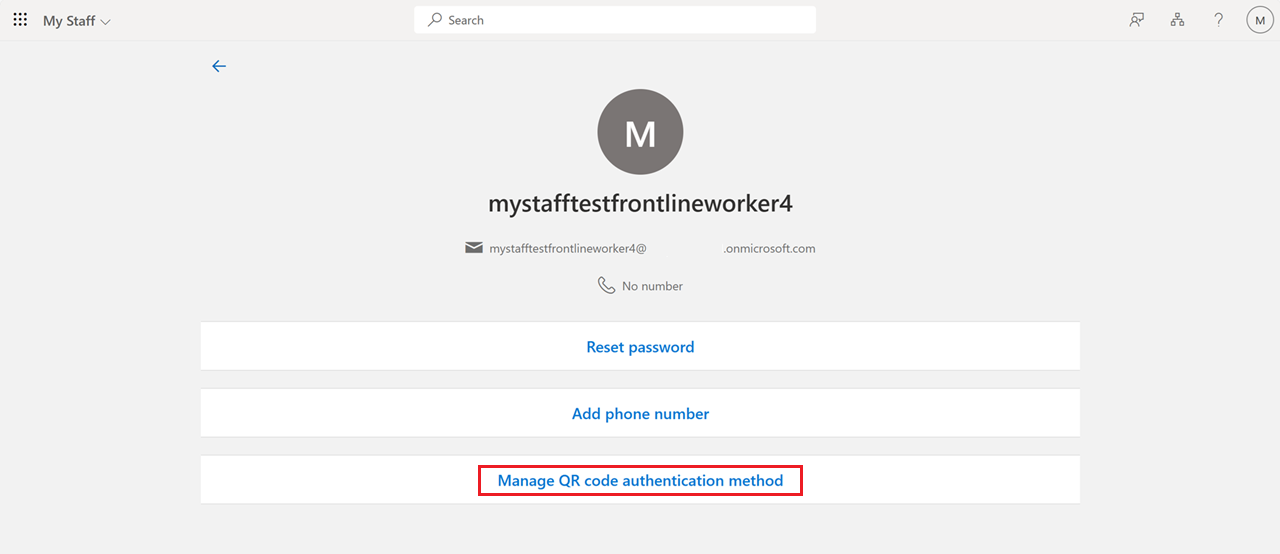 My Staff
Search
?
M
M
mystafftestfrontlineworker4
mystafftestfrontlineworker4@ .onmicrosoft.com
No number
Reset password
Add phone number
Manage QR code authentication method